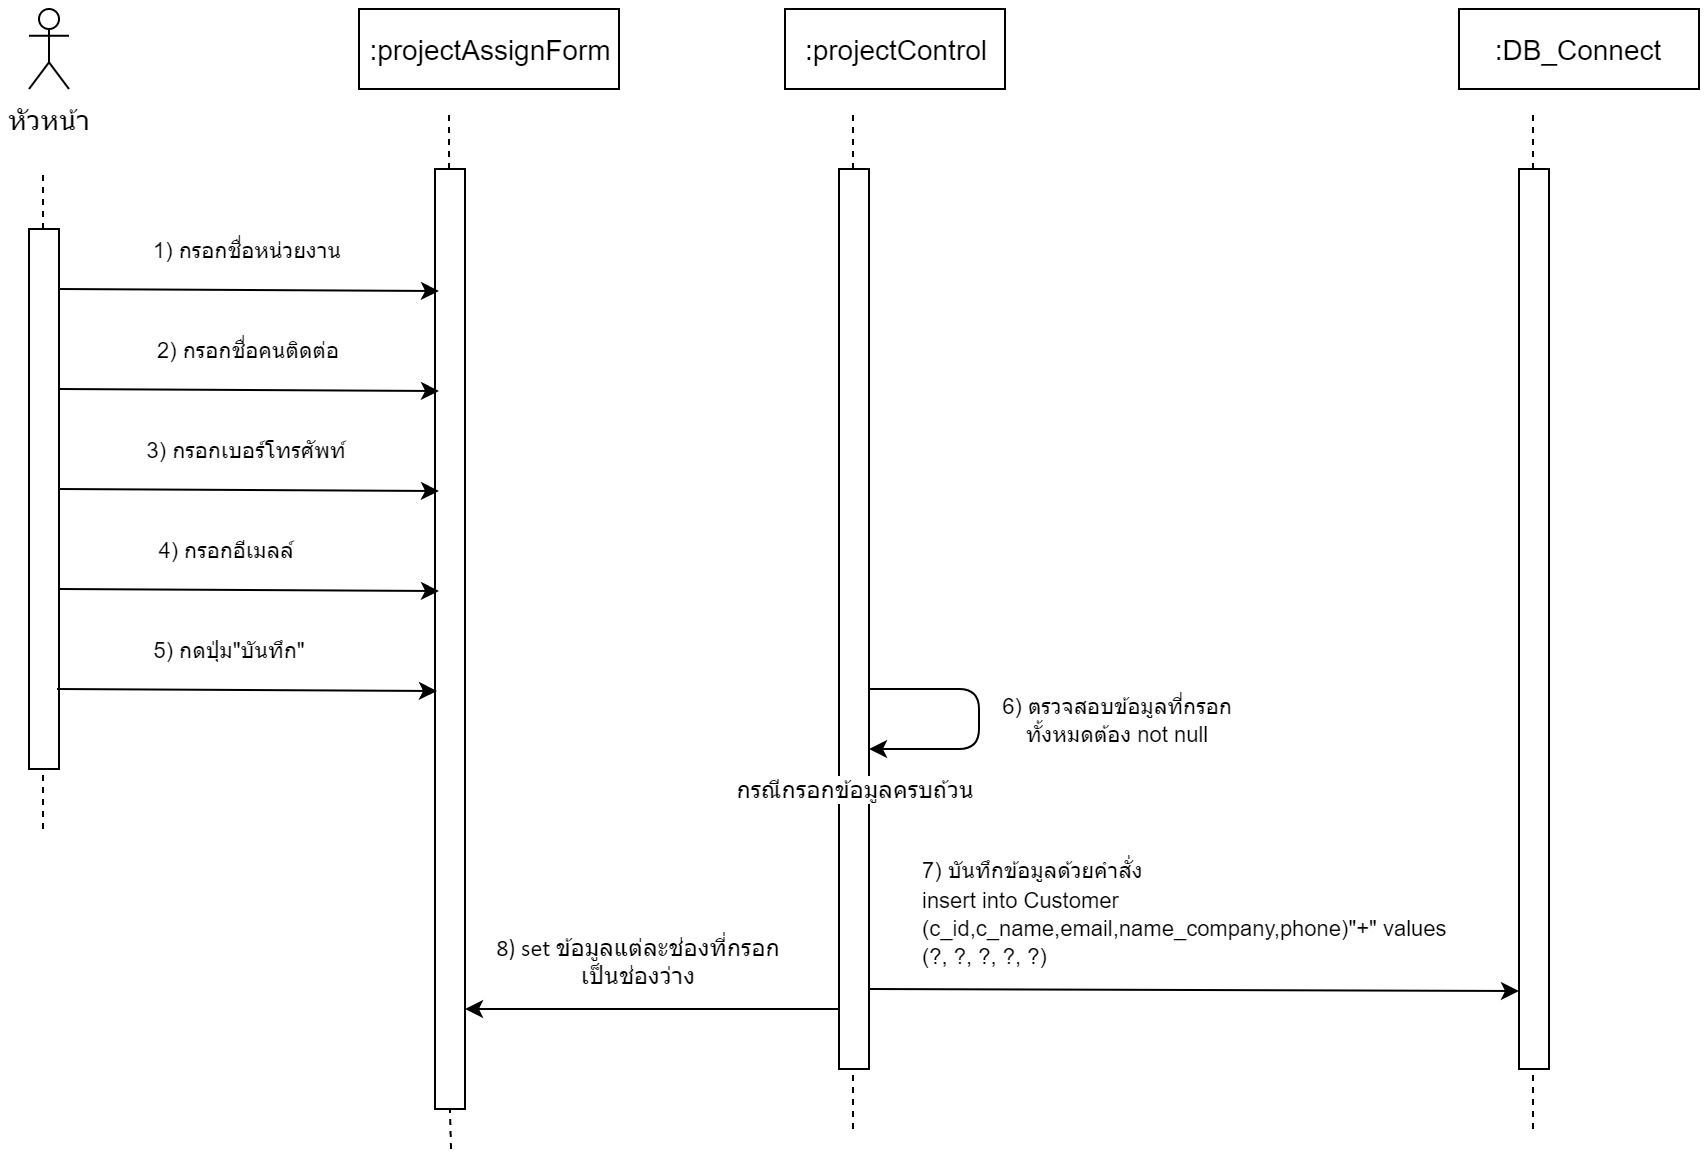 :projectAssignForm
:projectControl
:DB_Connect
หัวหน้า
1) กรอกชื่อหน่วยงาน
2) กรอกชื่อคนติดต่อ
3) กรอกเบอร์โทรศัพท์
4) กรอกอีเมลล์
5) กดปุ่ม"บันทึก"
6) ตรวจสอบข้อมูลที่กรอก
ทั้งหมดต้อง not null
กรณีกรอกข้อมูลครบถ้วน
7) บันทึกข้อมูลด้วยคำสั่ง
insert into Customer
(c_id,c_name,email,name_company,phone)"+" values
(?, ?, ?, ?, ?)
8) set ข้อมูลแต่ละช่องที่กรอก
เป็นช่องว่าง